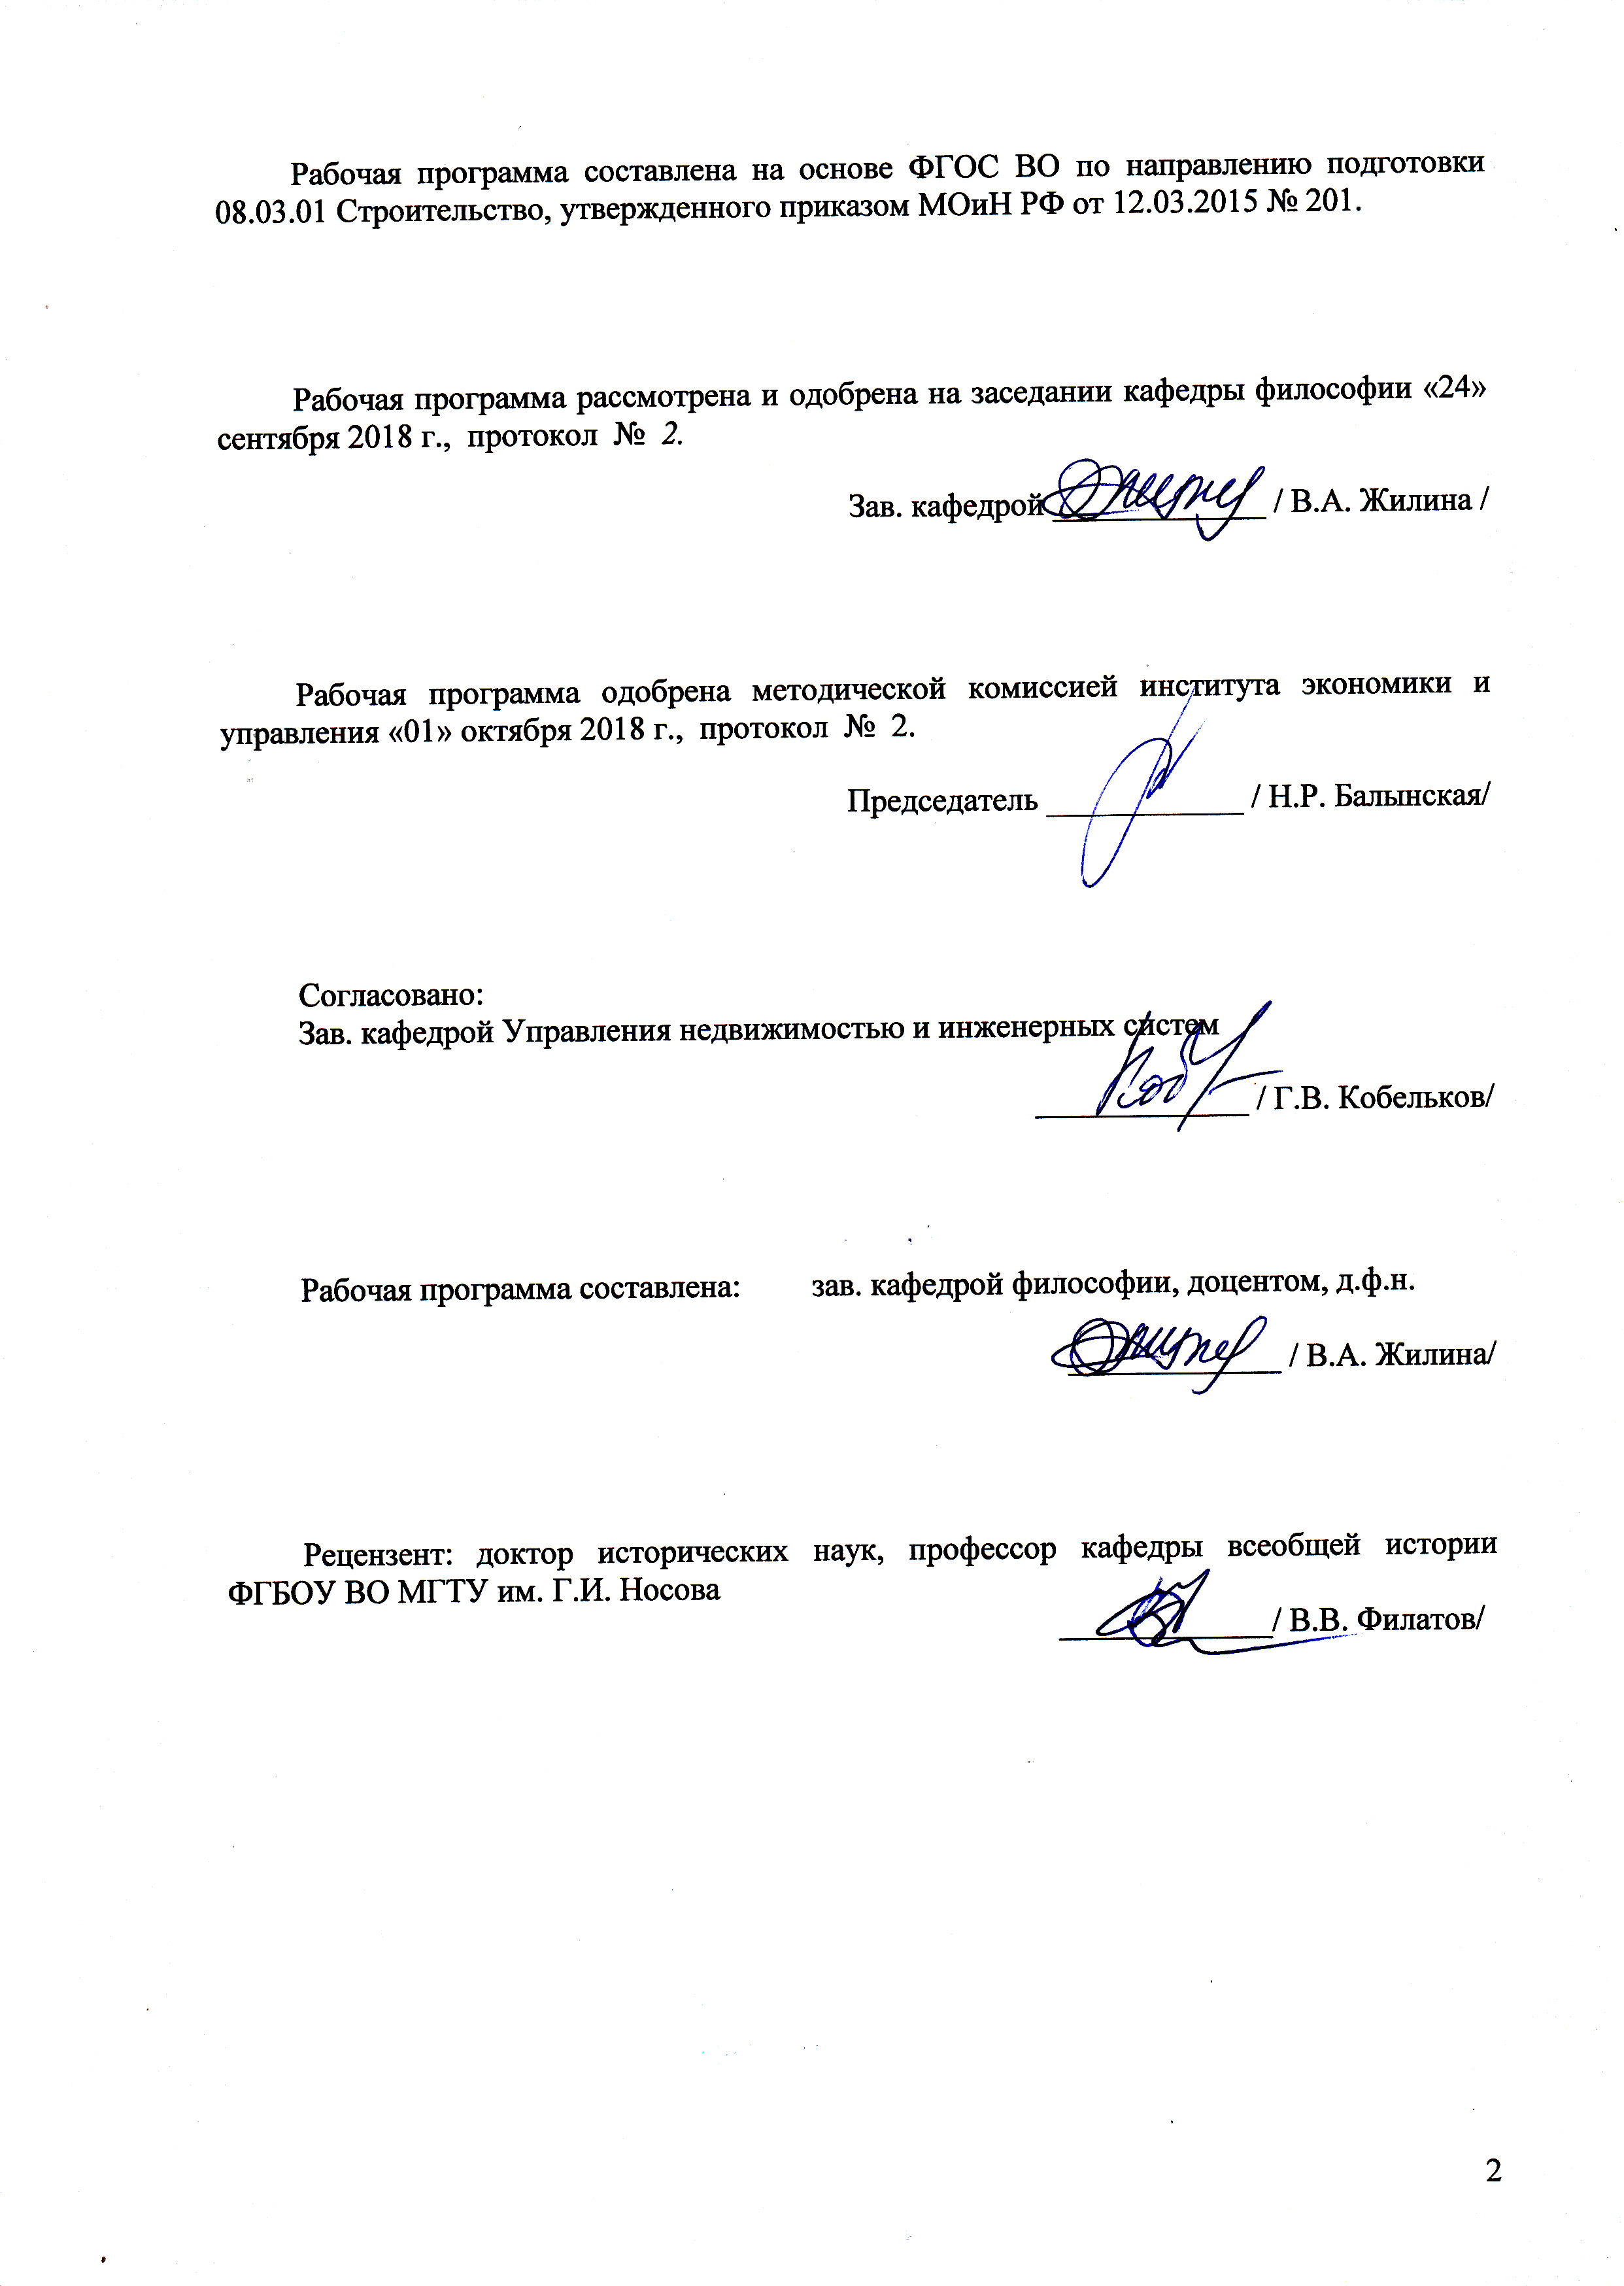 Рабочая программа составлена на основе ФГОС ВО по направлению подготовки
08.03.01 Строительство, утвержденного приказом МОиН РФ от 12.03.2015 № 201.
Рабочая программа рассмотрена и одобрена на заседании кафедры философии «24»
сентября 2018 г., протокол № 2.
Зав. кафедрой / В.А. Жилина /
Рабочая программа одобрена методической комиссией института экономики и
управления «01» октября 2018 г., протокол № 2.
Председатель / Н.Р. Балынская/
Согласовано:
Зав. кафедрой Управления недвижимостью и инженерных систем
/ Г.В. Кобельков/
Рабочая программа составлена: зав. кафедрой философии, доцентом, д.ф.н.
/ В.А. Жилина/
Рецензент: доктор исторических наук, профессор кафедры всеобщей истории
ФГБОУ ВО МГТУ им. Г.И. Носова
/ В.В. Филатов/
2